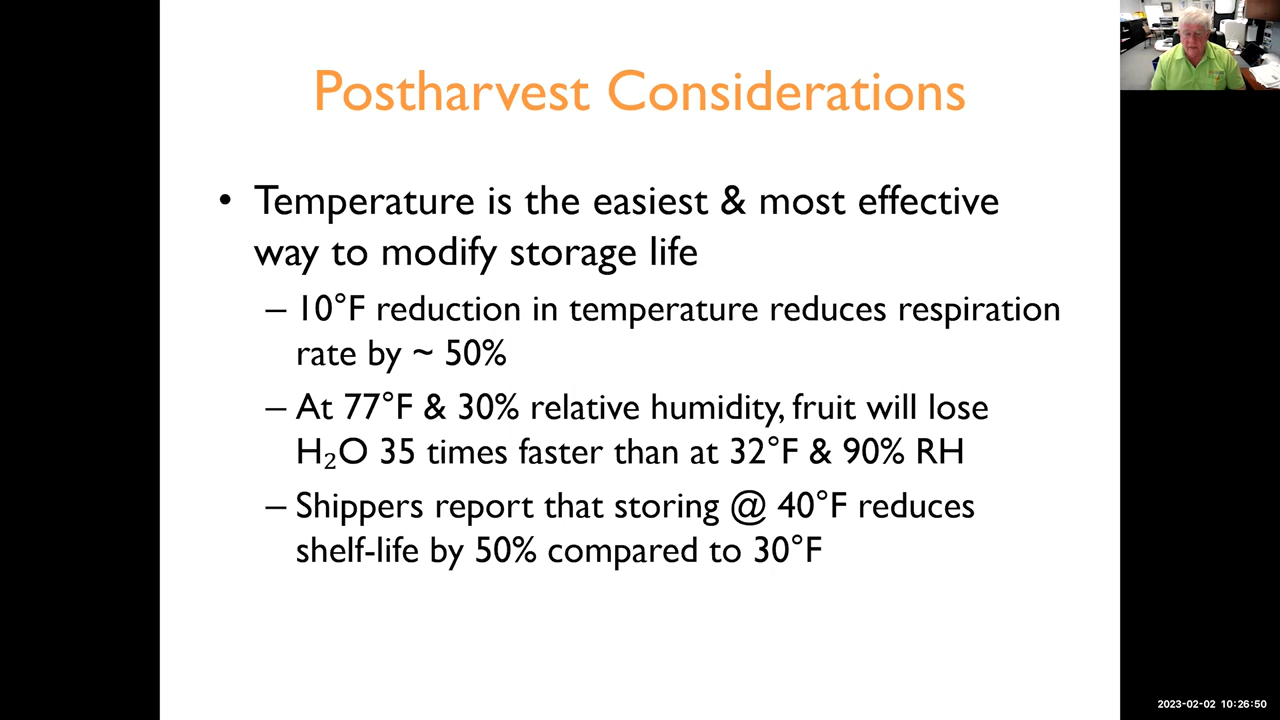 Postharvest Considerations
• Temperature is the easiest & most effective
way to modify storage life
– 10°F reduction in temperature reduces respiration
rate by ~ 50%
– At 77°F & 30% relative humidity, fruit will lose
H₂O 35 times faster than at 32°F & 90% RH
– Shippers report that storing @ 40°F reduces
shelf-life by 50% compared to 30°F
2023-02-02 10:26:50